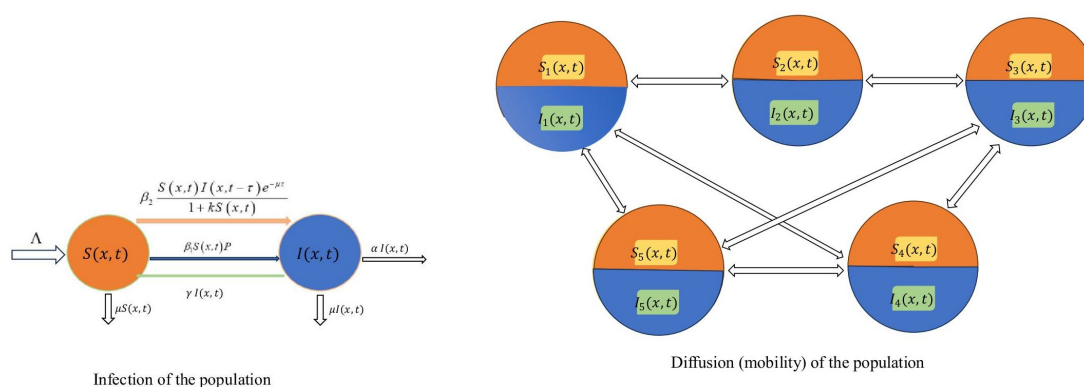 β₂ S(x,t)I(x,t−τ)e^{−μτ} / 1+kS(x,t)
Λ
S(x,t)
β₁S(x,t)P
I(x,t)
α I(x,t)
γ I(x,t)
μS(x,t)
μI(x,t)
Infection of the population
S₁(x,t)
I₁(x,t)
S₂(x,t)
I₂(x,t)
S₃(x,t)
I₃(x,t)
S₅(x,t)
I₅(x,t)
S₄(x,t)
I₄(x,t)
Diffusion (mobility) of the population